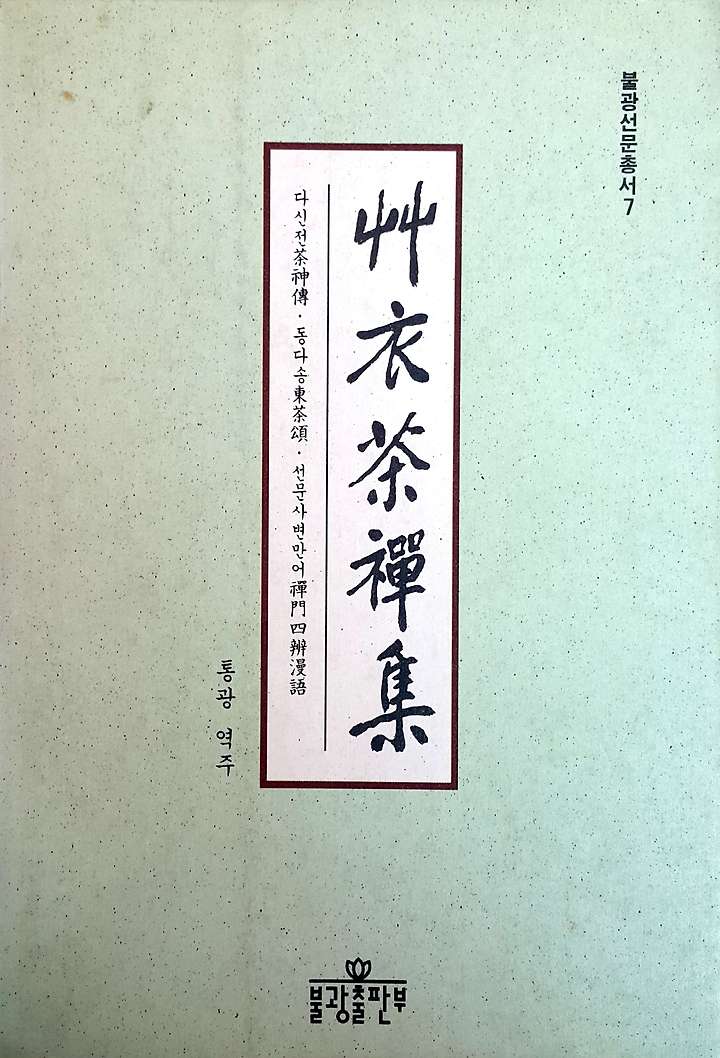 불광선문총서 7
艸衣茶禪集
다신전茶神傳 · 동다송東茶頌 · 선문사변만어禪門四辨漫語
통광 역주
불광출판부